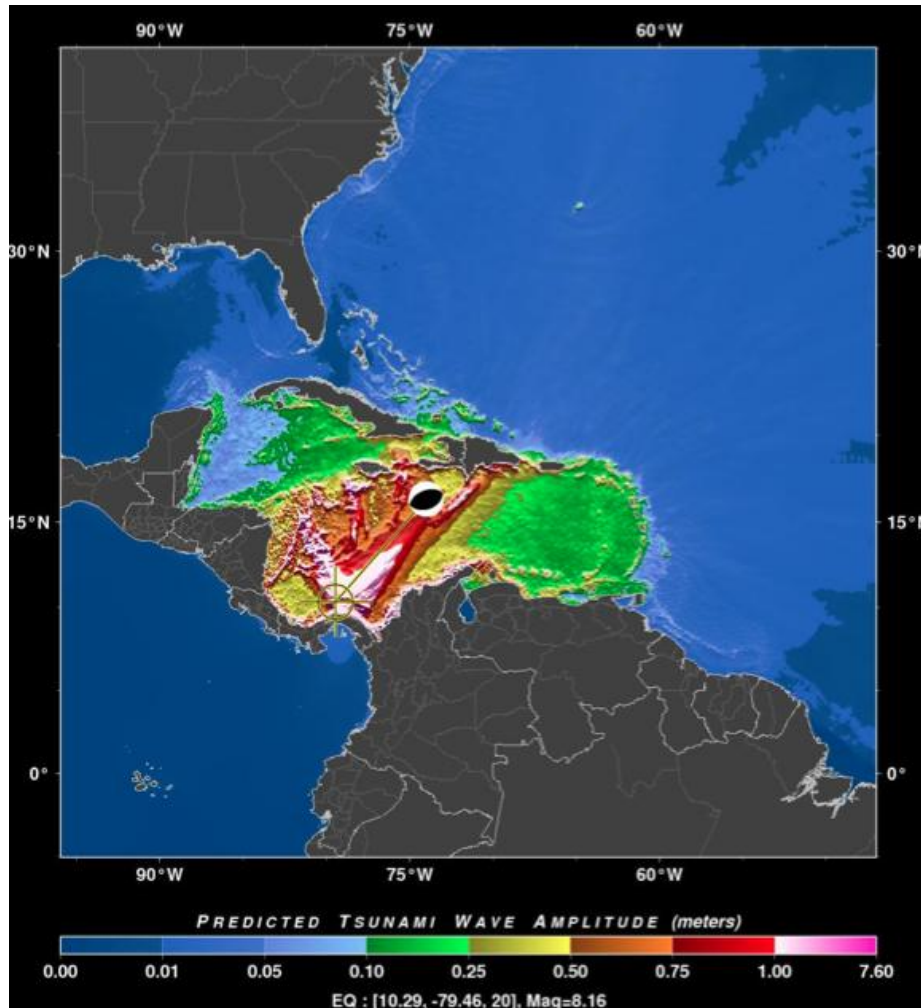 90°W 75°W 60°W
30°N 30°N
15°N 15°N
0° 0°
90°W 75°W 60°W
PREDICTED TSUNAMI WAVE AMPLITUDE (meters)
0.00 0.01 0.05 0.10 0.25 0.50 0.75 1.00 7.60
EQ : [10.29, -79.46, 20], Mag=8.16